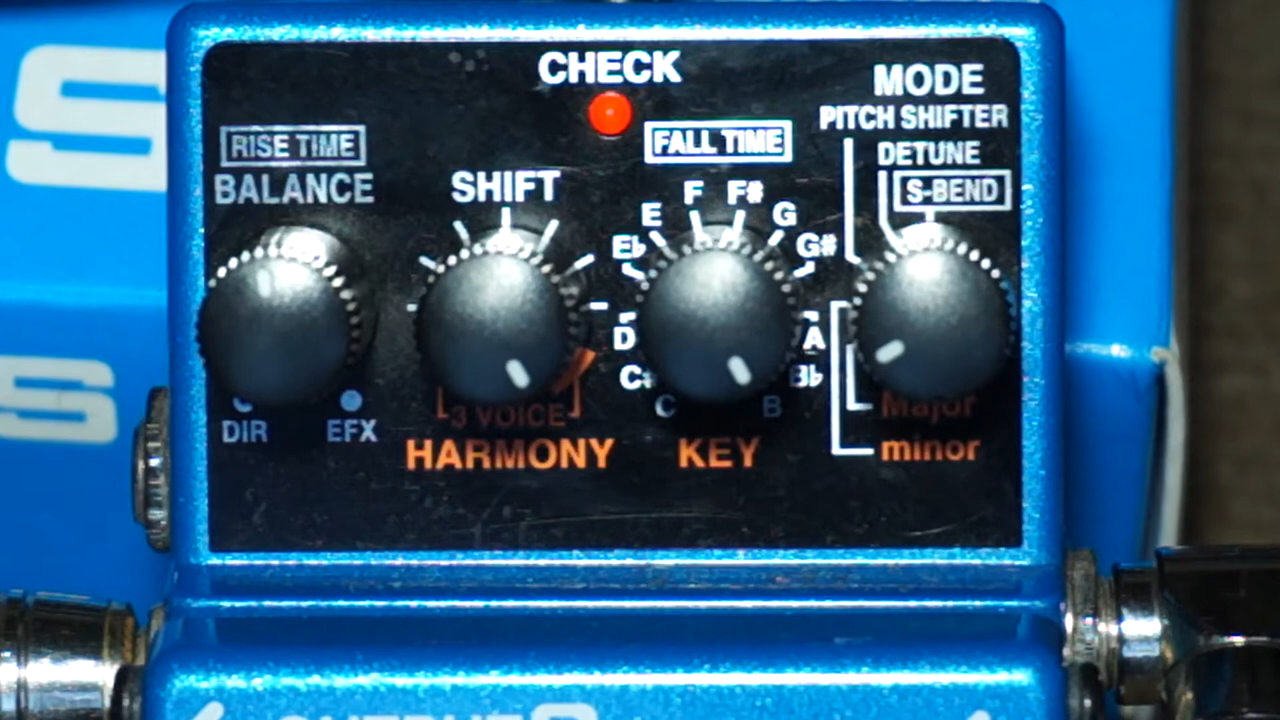 S
S
CHECK
MODE
PITCH SHIFTER
RISE TIME
FALL TIME
DETUNE
BALANCE
SHIFT
S-BEND
E♭ E F F# G G#
D A
C# B♭
C B
DIR EFX
3 VOICE
Major
HARMONY
KEY
minor